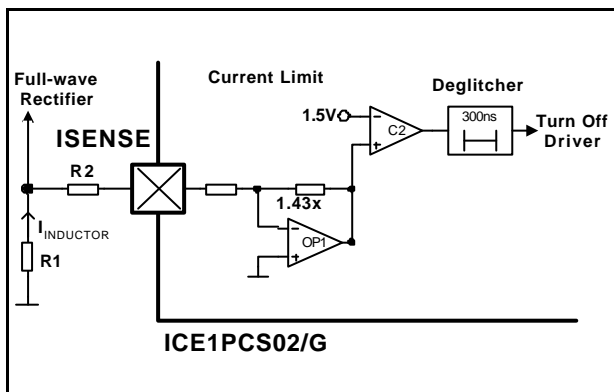 Full-wave
Rectifier
Current Limit
Deglitcher
ISENSE
1.5V
C2
300ns
Turn Off
Driver
R2
1.43x
I INDUCTOR
OP1
R1
ICE1PCS02/G